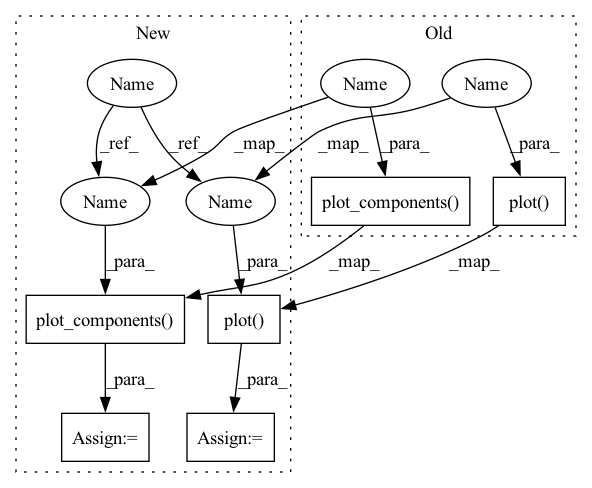 New
Old
Name
Name
Name
_ref_
_ref_
_map_
_map_
_para_
_para_
Name
Name
plot_components()
plot()
_para_
_para_
_map_
_map_
plot_components()
plot()
_para_
_para_
Assign:=
Assign:=